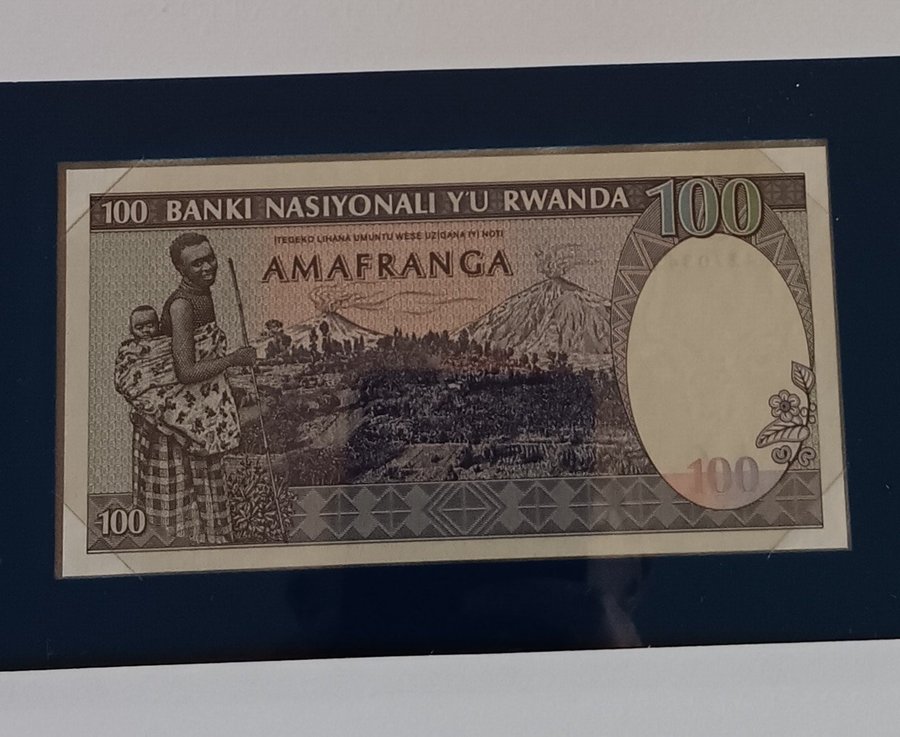 100 BANKI NASIYONALI Y'U RWANDA 100
ITEGEKO LIHANA UMUNTU WESE UZIGANA IYI NOTI
AMAFRANGA
100
100